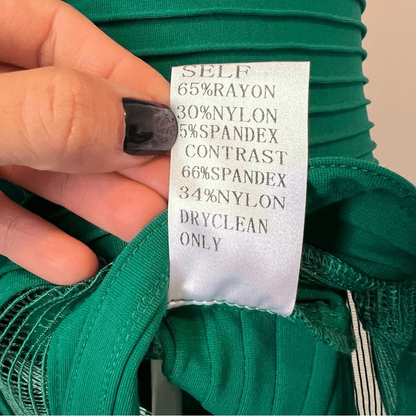 SELF
65%RAYON
30%NYLON
5%SPANDEX
CONTRAST
66%SPANDEX
34%NYLON
DRYCLEAN
ONLY